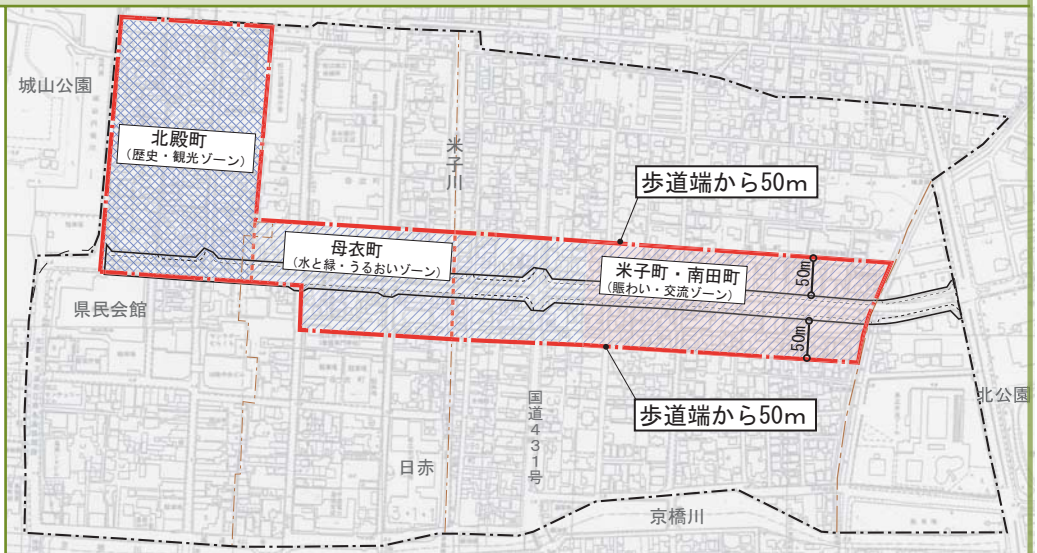 城山公園
北殿町
(歴史・観光ゾーン)
米子川
歩道端から50m
母衣町
(水と緑・うるおいゾーン)
米子町・南田町
(賑わい・交流ゾーン)
50m
県民会館
50m
歩道端から50m
国道431号
北公園
日赤
京橋川